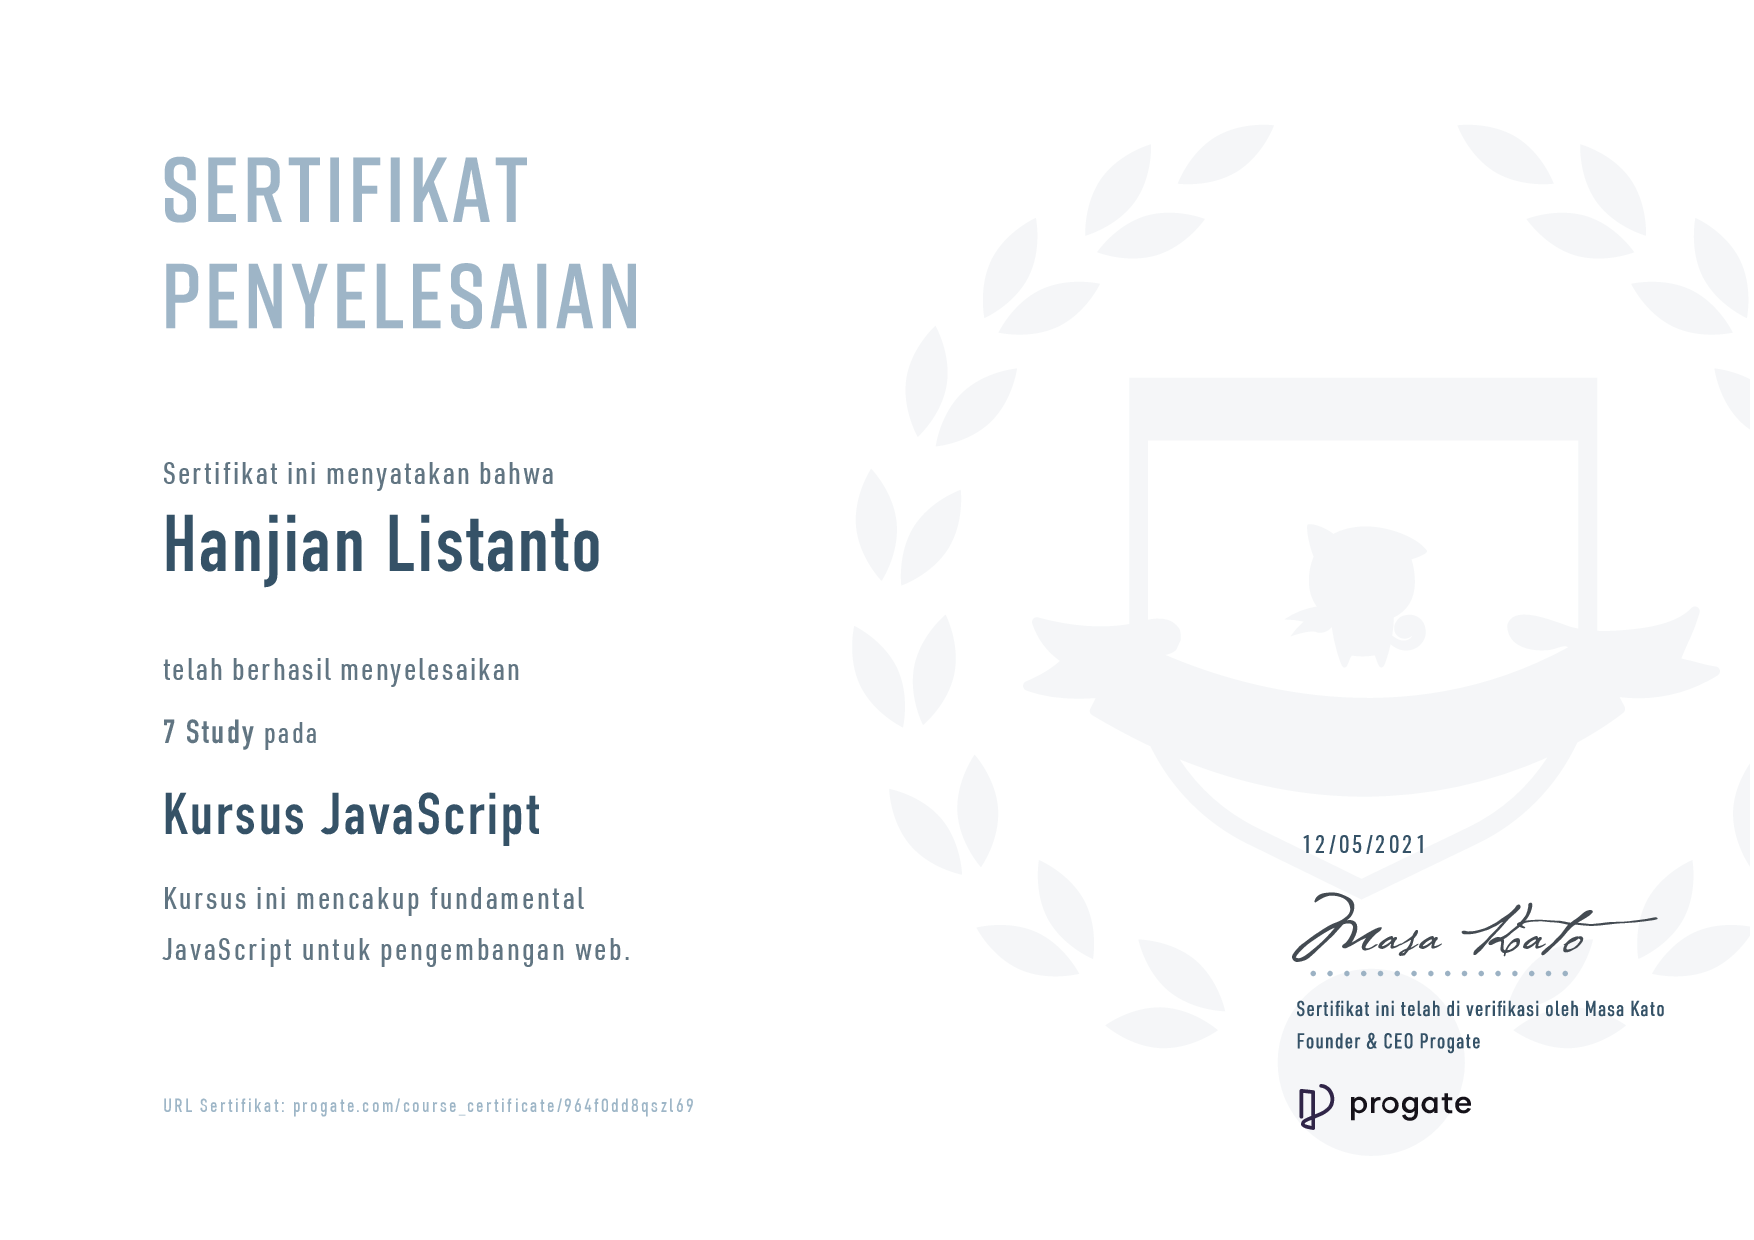 SERTIFIKAT
PENYELESAIAN
Sertifikat ini menyatakan bahwa
Hanjian Listanto
telah berhasil menyelesaikan
7 Study pada
Kursus JavaScript
Kursus ini mencakup fundamental
JavaScript untuk pengembangan web.
URL Sertifikat: progate.com/course_certificate/964f0dd8qszl69
12/05/2021
Masa Kato
Sertifikat ini telah di verifikasi oleh Masa Kato
Founder & CEO Progate
progate